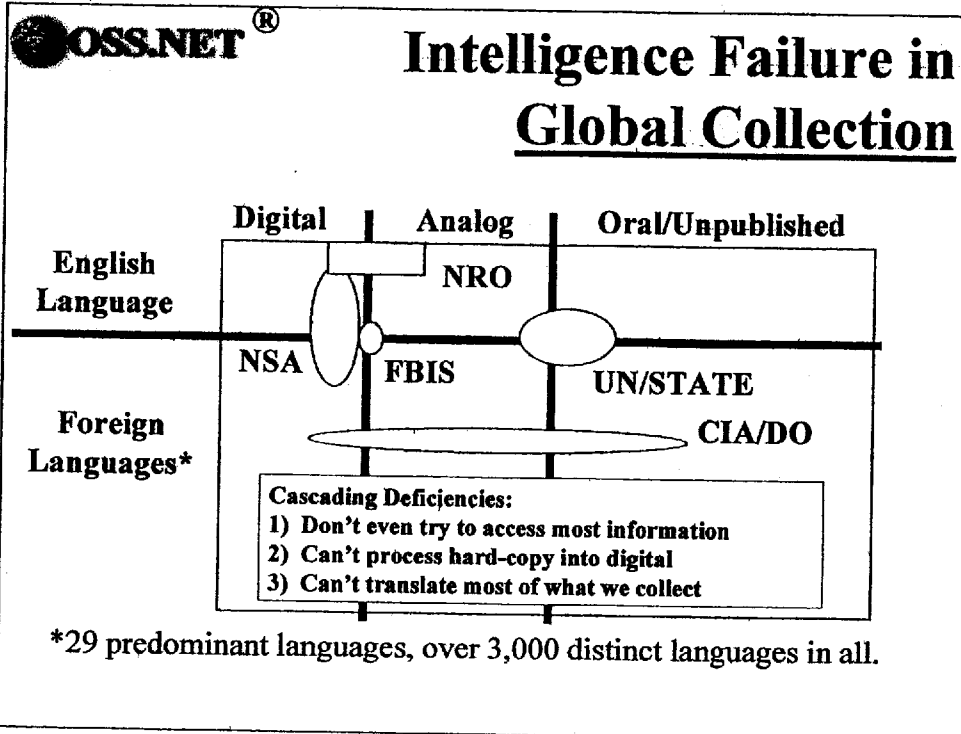 OSS.NET ®
Intelligence Failure in
Global Collection
Digital Analog Oral/Unpublished
English
Language
NRO
NSA
FBIS
UN/STATE
Foreign
Languages*
CIA/DO
Cascading Deficiencies:
1) Don't even try to access most information
2) Can't process hard-copy into digital
3) Can't translate most of what we collect
*29 predominant languages, over 3,000 distinct languages in all.